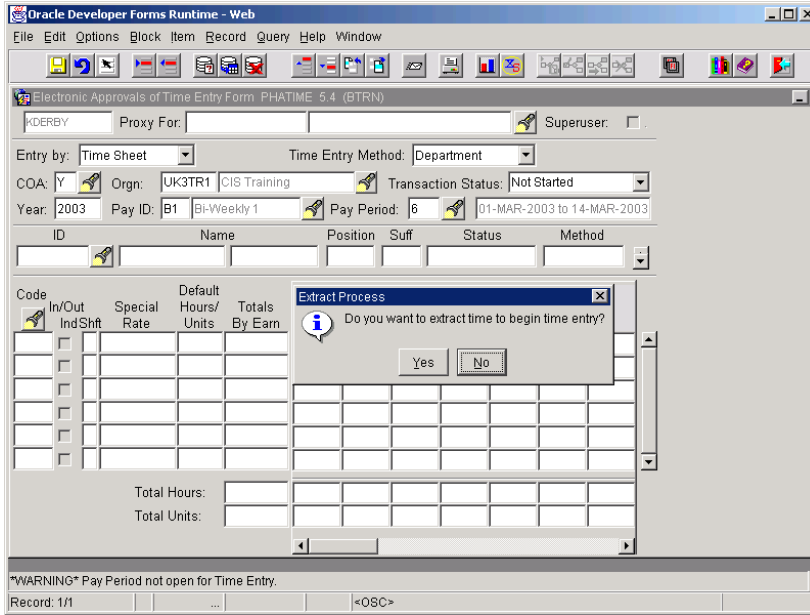 Oracle Developer Forms Runtime - Web
File Edit Options Block Item Record Query Help Window
Electronic Approvals of Time Entry Form PHATIME 5.4 (BTRN)
KDERBY Proxy For: Superuser: .
Entry by: Time Sheet Time Entry Method: Department
COA: Y Orgn: UK3TR1 CIS Training Transaction Status: Not Started
Year: 2003 Pay ID: B1 Bi-Weekly 1 Pay Period: 6 01-MAR-2003 to 14-MAR-2003
ID Name Position Suff Status Method
Code In/Out Ind Shft Special Rate Default Hours/ Units Totals By Earn
Extract Process
Do you want to extract time to begin time entry?
Yes No
Total Hours:
Total Units:
*WARNING* Pay Period not open for Time Entry.
Record: 1/1 ... <OSC>